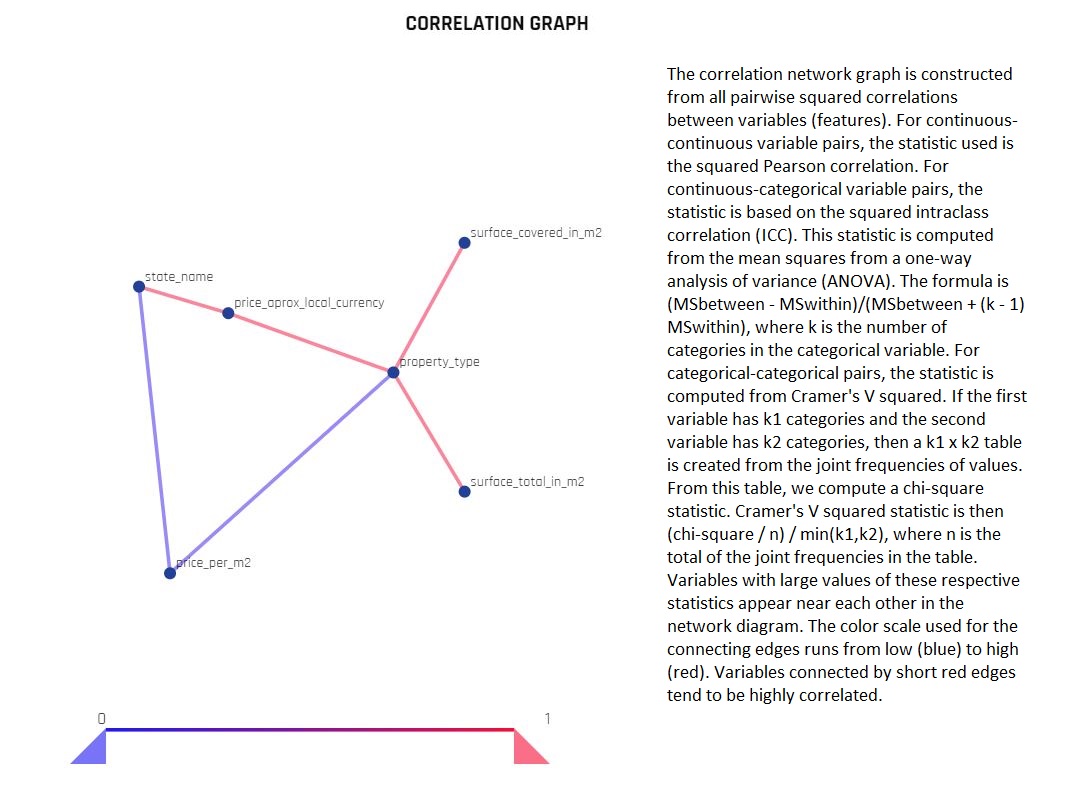 CORRELATION GRAPH
surface_covered_in_m2
state_name
price_aprox_local_currency
property_type
surface_total_in_m2
price_per_m2
0
1
The correlation network graph is constructed
from all pairwise squared correlations
between variables (features). For continuous-
continuous variable pairs, the statistic used is
the squared Pearson correlation. For
continuous-categorical variable pairs, the
statistic is based on the squared intraclass
correlation (ICC). This statistic is computed
from the mean squares from a one-way
analysis of variance (ANOVA). The formula is
(MSbetween - MSwithin)/(MSbetween + (k - 1)
MSwithin), where k is the number of
categories in the categorical variable. For
categorical-categorical pairs, the statistic is
computed from Cramer's V squared. If the first
variable has k1 categories and the second
variable has k2 categories, then a k1 x k2 table
is created from the joint frequencies of values.
From this table, we compute a chi-square
statistic. Cramer's V squared statistic is then
(chi-square / n) / min(k1,k2), where n is the
total of the joint frequencies in the table.
Variables with large values of these respective
statistics appear near each other in the
network diagram. The color scale used for the
connecting edges runs from low (blue) to high
(red). Variables connected by short red edges
tend to be highly correlated.